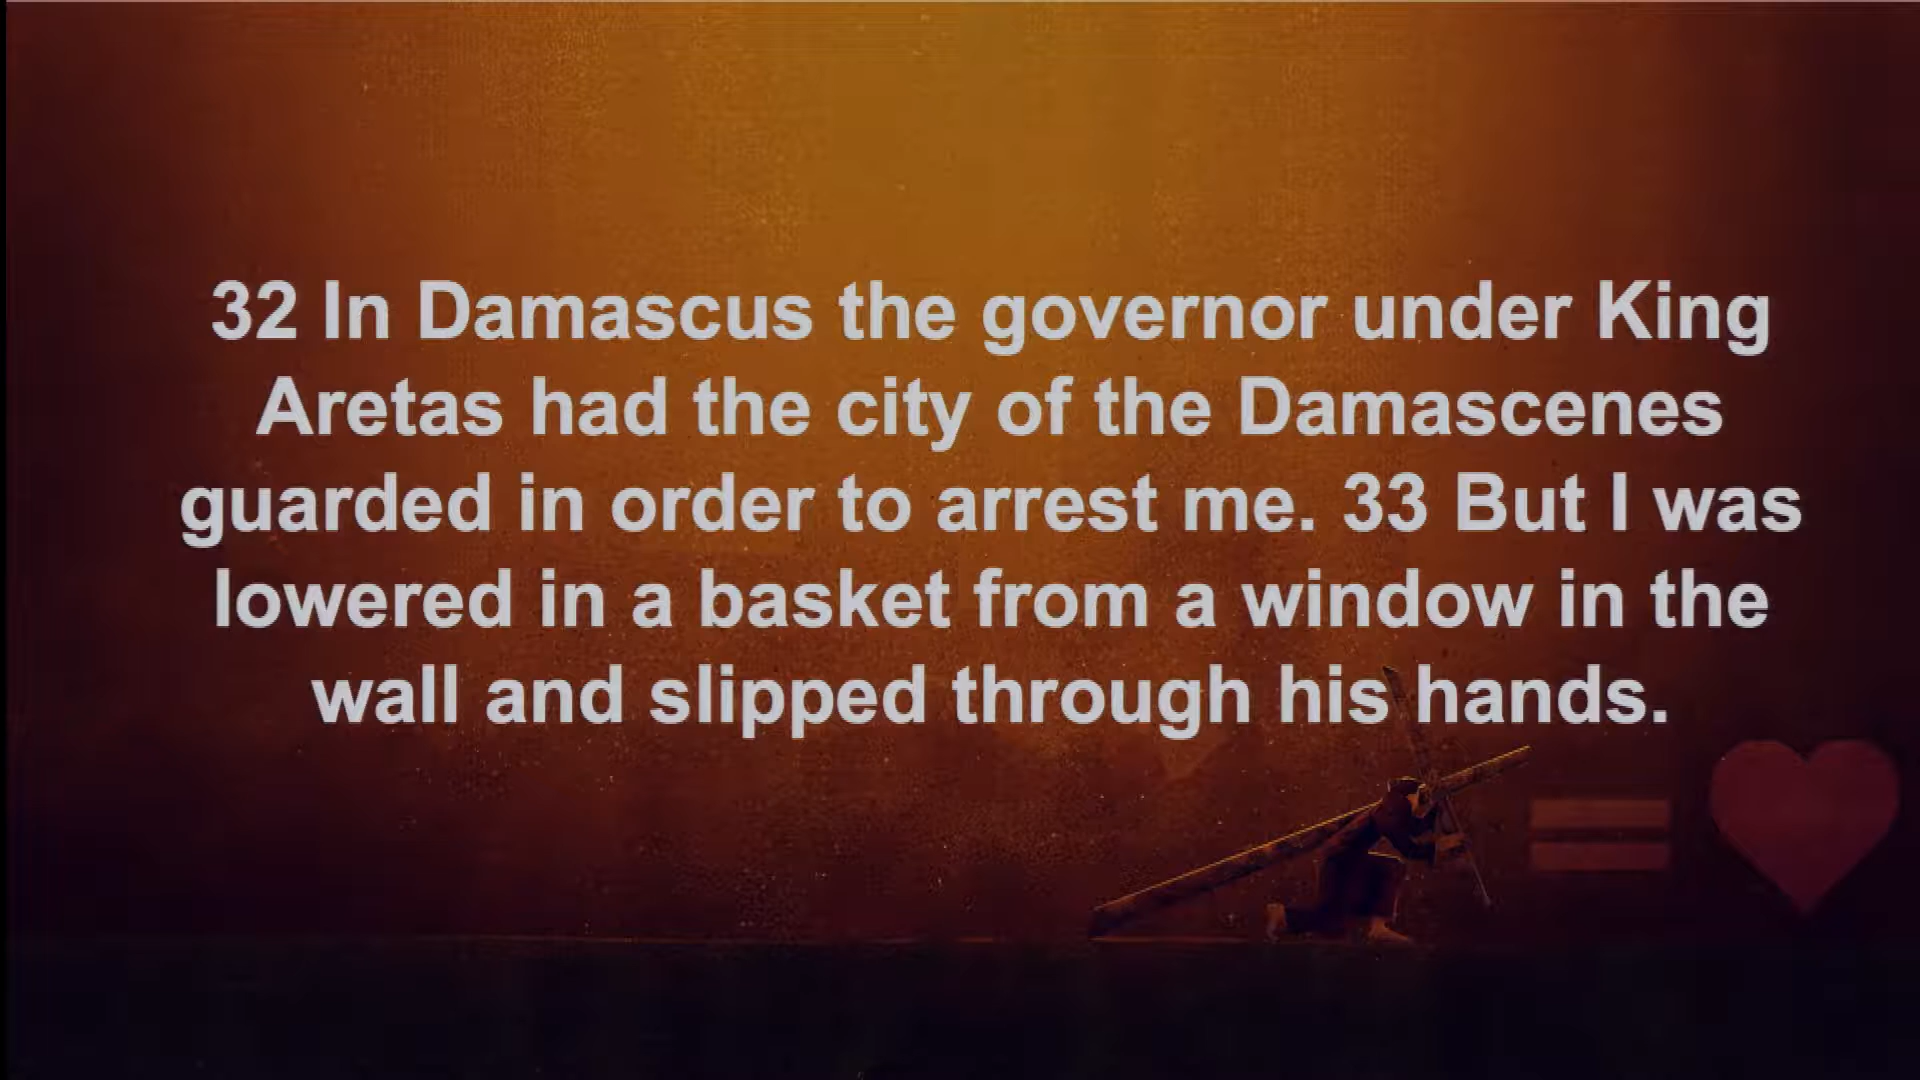 32 In Damascus the governor under King
Aretas had the city of the Damascenes
guarded in order to arrest me. 33 But I was
lowered in a basket from a window in the
wall and slipped through his hands.